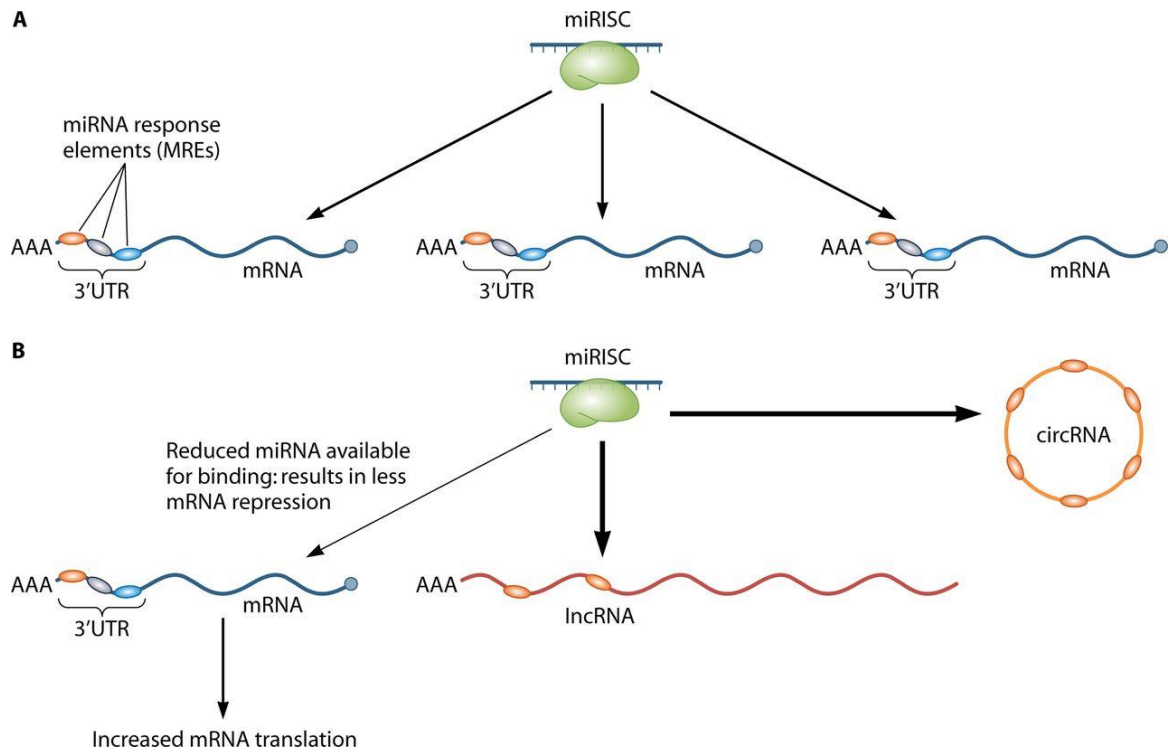 A
miRISC
miRNA response
elements (MREs)
AAA
mRNA
3’UTR
AAA
mRNA
3’UTR
AAA
mRNA
3’UTR
B
miRISC
circRNA
Reduced miRNA available
for binding: results in less
mRNA repression
AAA
mRNA
3’UTR
AAA
lncRNA
Increased mRNA translation